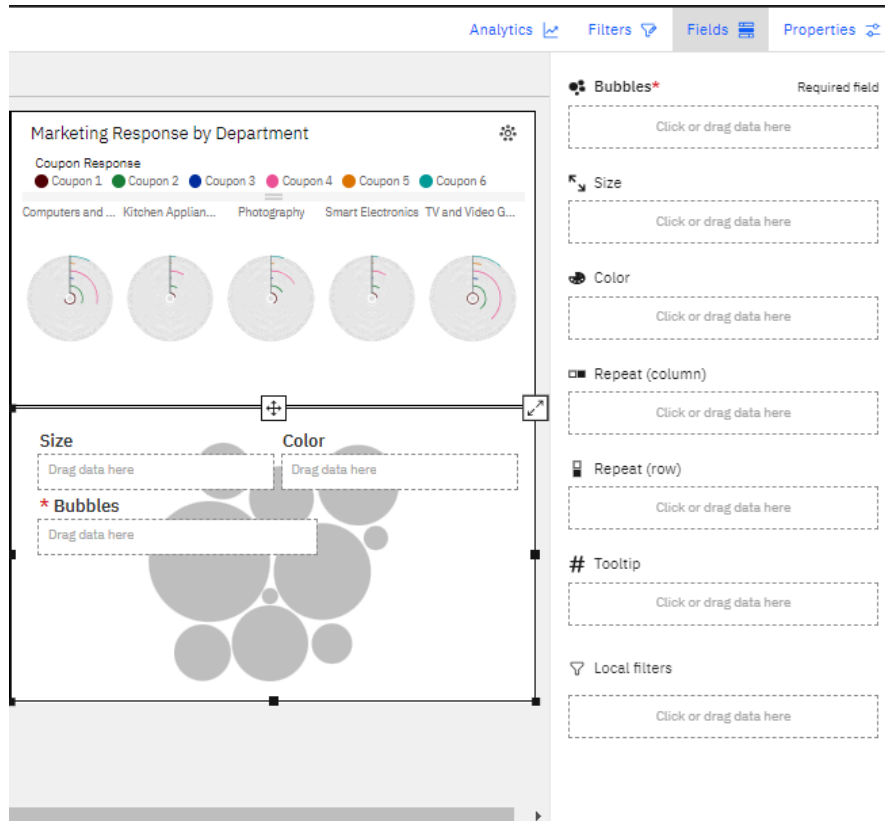 Analytics Filters Fields Properties
Marketing Response by Department
Coupon Response
Coupon 1 Coupon 2 Coupon 3 Coupon 4 Coupon 5 Coupon 6
Computers and ... Kitchen Applian... Photography Smart Electronics TV and Video G...
Size Color
Drag data here Drag data here
* Bubbles
Drag data here
Bubbles* Required field
Click or drag data here
Size
Click or drag data here
Color
Click or drag data here
Repeat (column)
Click or drag data here
Repeat (row)
Click or drag data here
# Tooltip
Click or drag data here
Local filters
Click or drag data here